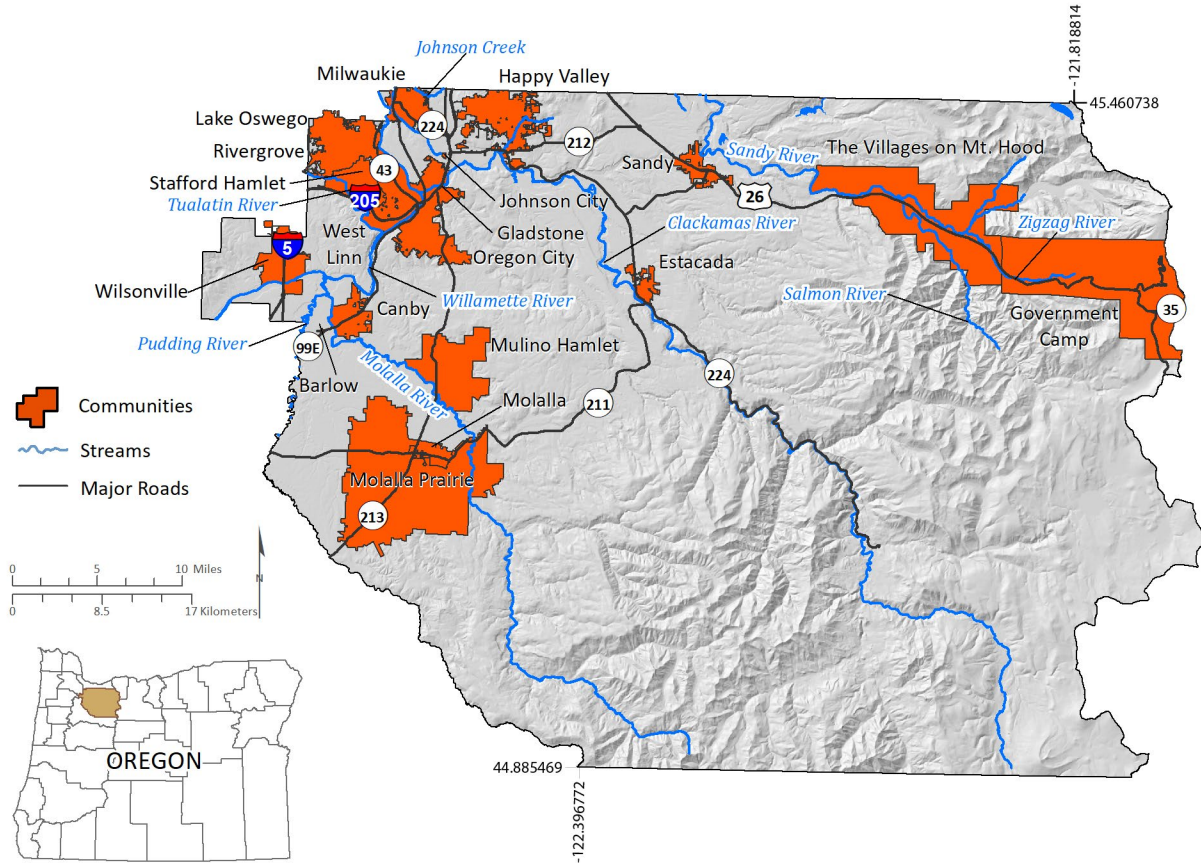 -121.818814
Johnson Creek
Milwaukie
Happy Valley
45.460738
Lake Oswego
224
212
Rivergrove
Sandy
Sandy River
The Villages on Mt. Hood
Stafford Hamlet
43
Tualatin River
205
Johnson City
26
Clackamas River
Zigzag River
West
Linn
Gladstone
5
Oregon City
Estacada
Wilsonville
Canby
Willamette River
Salmon River
Government
Camp
35
Pudding River
99E
Barlow
Mulino Hamlet
Molalla River
224
Molalla
211
Communities
Streams
Major Roads
Molalla Prairie
213
0 5 10 Miles
0 8.5 17 Kilometers
N
OREGON
44.885469
-122.396772